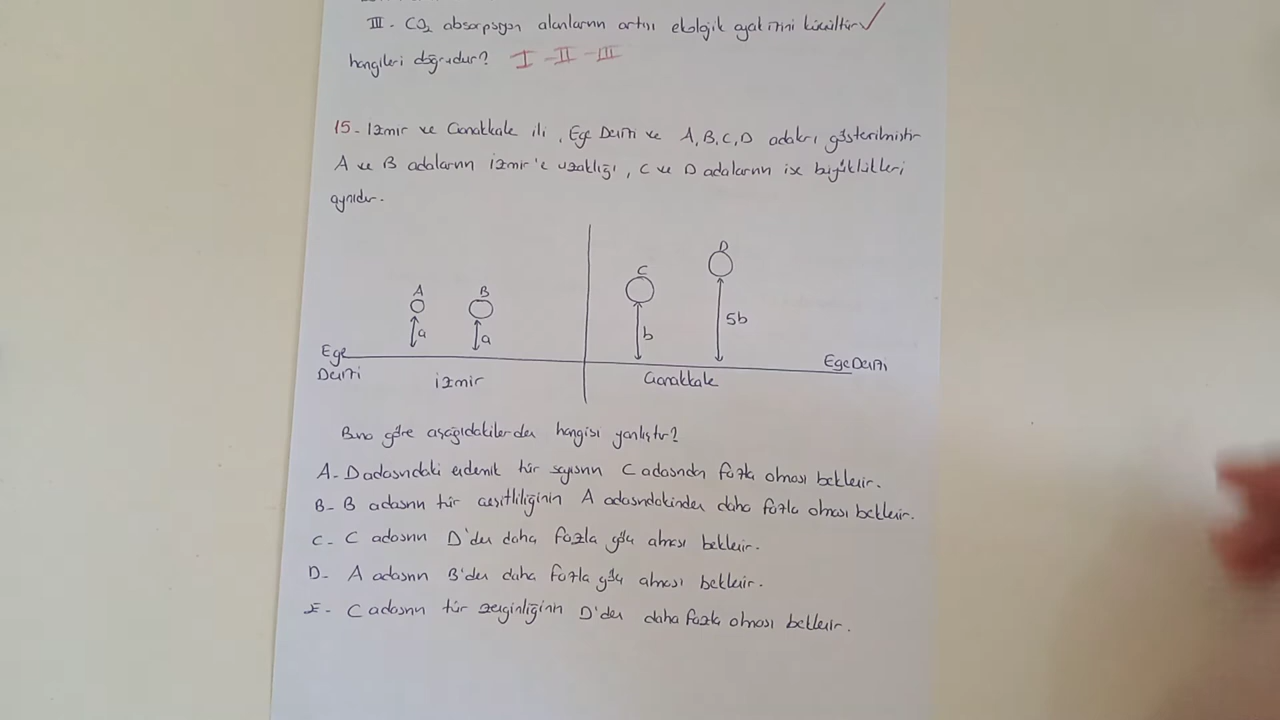 III- CO2 absorpsiyon alanlarının artışı ekolojik ayak izini küçültür ✓
hangileri doğrudur? I - II - III
15- İzmir ve Çanakkale ili, Ege Denizi ve A, B, C, D adaları gösterilmiştir
A ve B adalarının izmir'e uzaklığı, C ve D adalarının ise büyüklükleri
aynıdır.
A B C D
a a b 5b
Ege Denizi
Ege Denizi
izmir Çanakkale
Buna göre aşağıdakilerden hangisi yanlıştır?
A- D adasındaki endemik tür sayısının C adasından fazla olması beklenir.
B- B adasının tür çeşitliliğinin A adasındakinden daha fazla olması beklenir.
C- C adasının D'den daha fazla göç alması beklenir.
D- A adasının B'den daha fazla göç alması beklenir.
E- C adasının tür zenginliğinin D'den daha fazla olması beklenir.